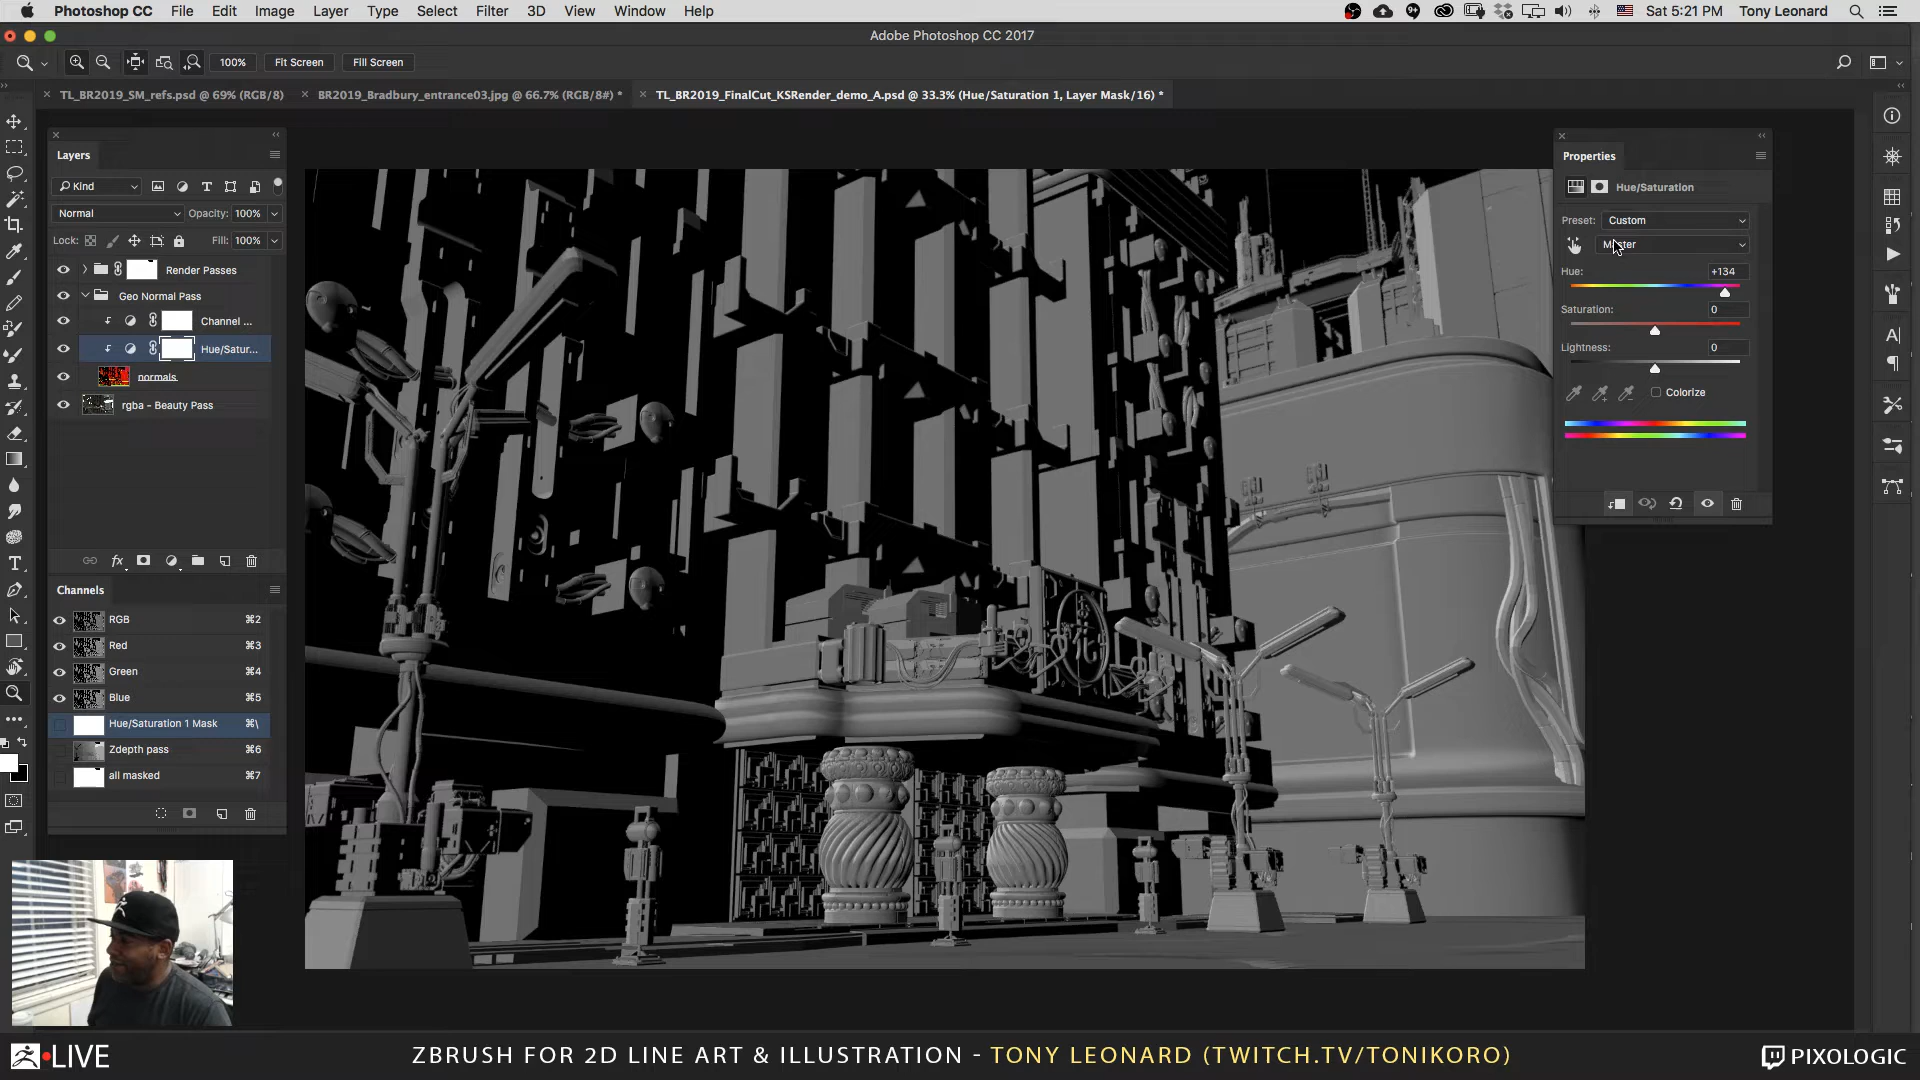 Photoshop CC File Edit Image Layer Type Select Filter 3D View Window Help
Sat 5:21 PM Tony Leonard
Adobe Photoshop CC 2017
100% Fit Screen Fill Screen
TL_BR2019_SM_refs.psd @ 69% (RGB/8)
BR2019_Bradbury_entrance03.jpg @ 66.7% (RGB/8#) *
TL_BR2019_FinalCut_KSRender_demo_A.psd @ 33.3% (Hue/Saturation 1, Layer Mask/16) *
Layers
Kind
Normal Opacity: 100%
Lock: Fill: 100%
Render Passes
Geo Normal Pass
Channel ...
Hue/Satur...
normals
rgba - Beauty Pass
fx
Channels
RGB ⌘2
Red ⌘3
Green ⌘4
Blue ⌘5
Hue/Saturation 1 Mask ⌘\
Zdepth pass ⌘6
all masked ⌘7
Properties
Hue/Saturation
Preset: Custom
Master
Hue: +134
Saturation: 0
Lightness: 0
Colorize
LIVE
ZBRUSH FOR 2D LINE ART & ILLUSTRATION - TONY LEONARD (TWITCH.TV/TONIKORO)
PIXOLOGIC